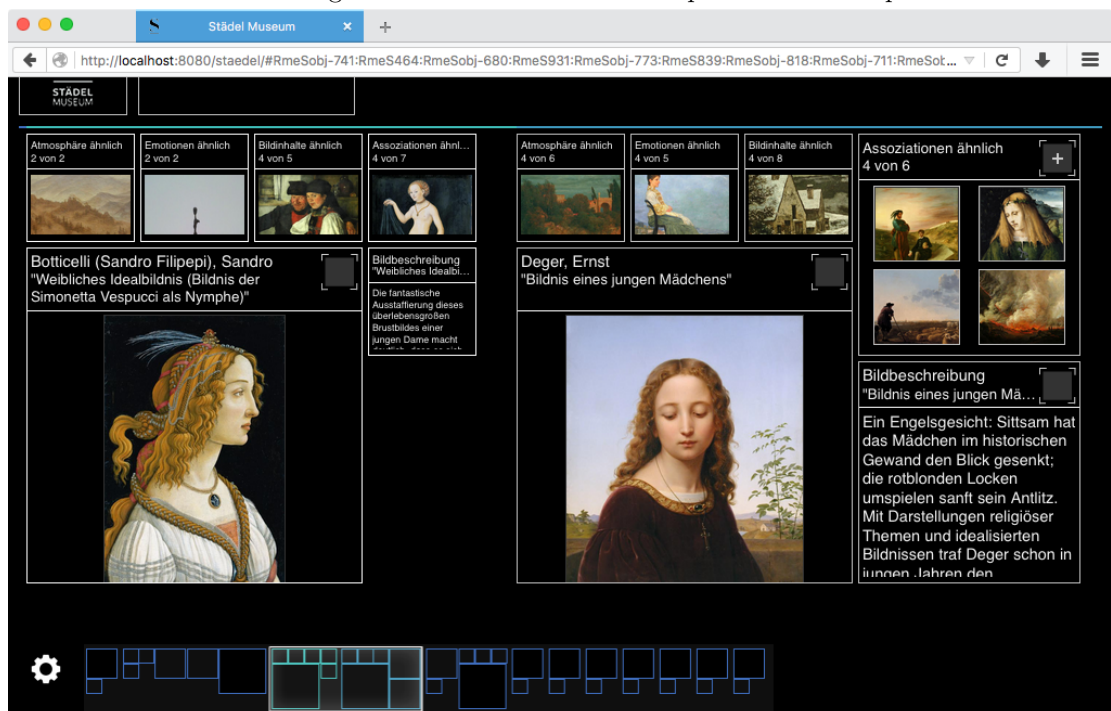 Städel Museum
http://localhost:8080/staedel/#RmeSobj-741:RmeS464:RmeSobj-680:RmeS931:RmeSobj-773:RmeS839:RmeSobj-818:RmeSobj-711:RmeSot...
STÄDEL
MUSEUM
Atmosphäre ähnlich
2 von 2
Emotionen ähnlich
2 von 2
Bildinhalte ähnlich
4 von 5
Assoziationen ähnl...
4 von 7
Atmosphäre ähnlich
4 von 6
Emotionen ähnlich
4 von 5
Bildinhalte ähnlich
4 von 8
Assoziationen ähnlich
4 von 6
Botticelli (Sandro Filipepi), Sandro
"Weibliches Idealbildnis (Bildnis der
Simonetta Vespucci als Nymphe)"
Bildbeschreibung
"Weibliches Idealbi...
Die fantastische
Ausstaffierung dieses
überlebensgroßen
Brustbildes einer
jungen Dame macht
Deger, Ernst
"Bildnis eines jungen Mädchens"
Bildbeschreibung
"Bildnis eines jungen Mä...
Ein Engelsgesicht: Sittsam hat
das Mädchen im historischen
Gewand den Blick gesenkt;
die rotblonden Locken
umspielen sanft sein Antlitz.
Mit Darstellungen religiöser
Themen und idealisierten
Bildnissen traf Deger schon in
jungen Jahren den